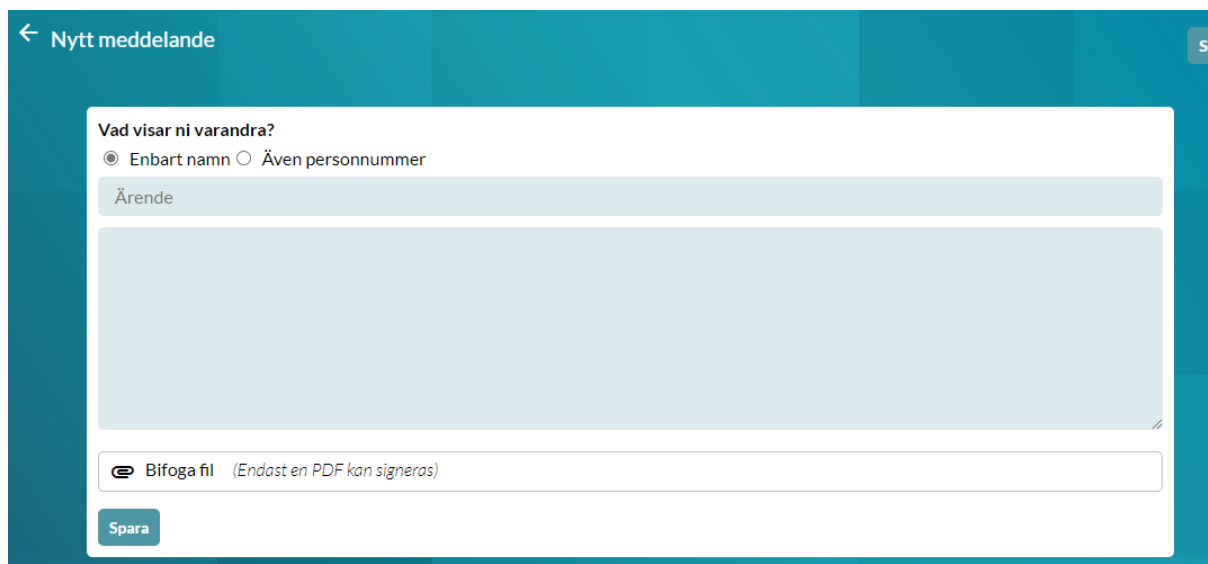 Nytt meddelande
S
Vad visar ni varandra?
Enbart namn Även personnummer
Ärende
Bifoga fil (Endast en PDF kan signeras)
Spara